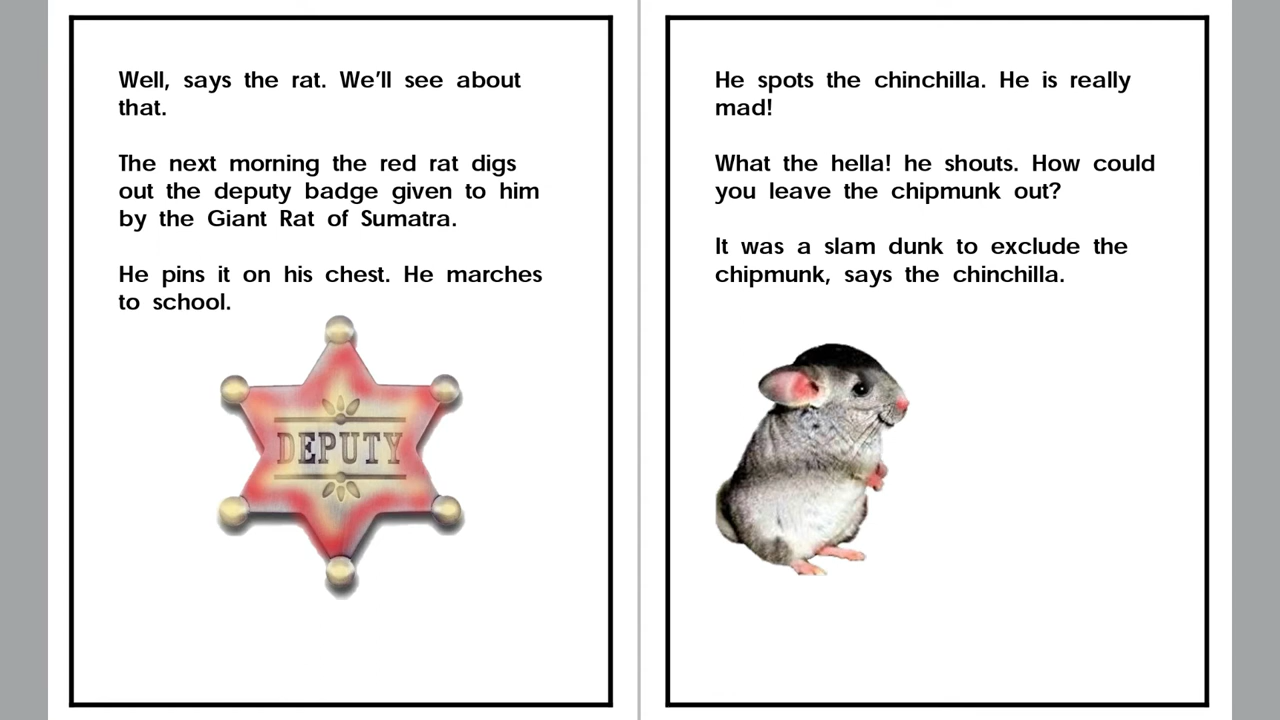 Well, says the rat. We'll see about
that.
The next morning the red rat digs
out the deputy badge given to him
by the Giant Rat of Sumatra.
He pins it on his chest. He marches
to school.
DEPUTY
He spots the chinchilla. He is really
mad!
What the hella! he shouts. How could
you leave the chipmunk out?
It was a slam dunk to exclude the
chipmunk, says the chinchilla.